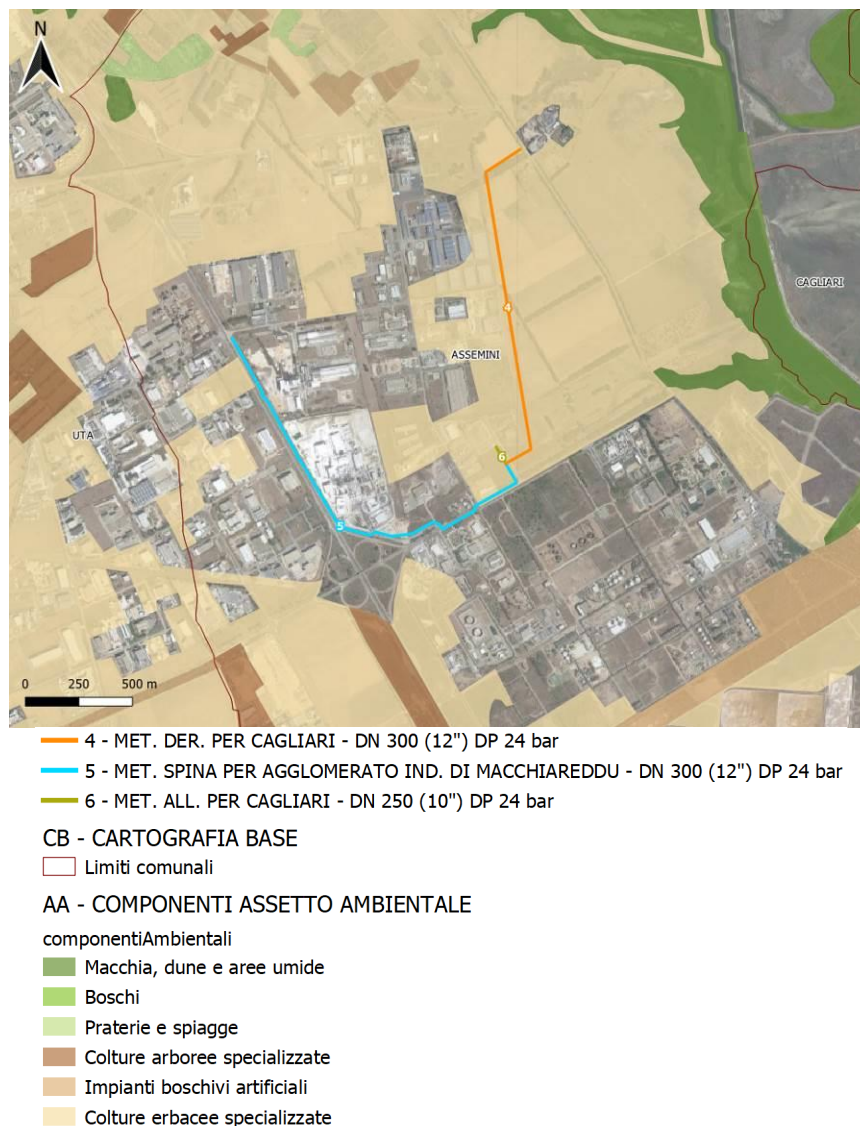 N
CAGLIARI
4
ASSEMINI
UTA
6
5
0 250 500 m
4 - MET. DER. PER CAGLIARI - DN 300 (12") DP 24 bar
5 - MET. SPINA PER AGGLOMERATO IND. DI MACCHIAREDDU - DN 300 (12") DP 24 bar
6 - MET. ALL. PER CAGLIARI - DN 250 (10") DP 24 bar
CB - CARTOGRAFIA BASE
Limiti comunali
AA - COMPONENTI ASSETTO AMBIENTALE
componentiAmbientali
Macchia, dune e aree umide
Boschi
Praterie e spiagge
Colture arboree specializzate
Impianti boschivi artificiali
Colture erbacee specializzate